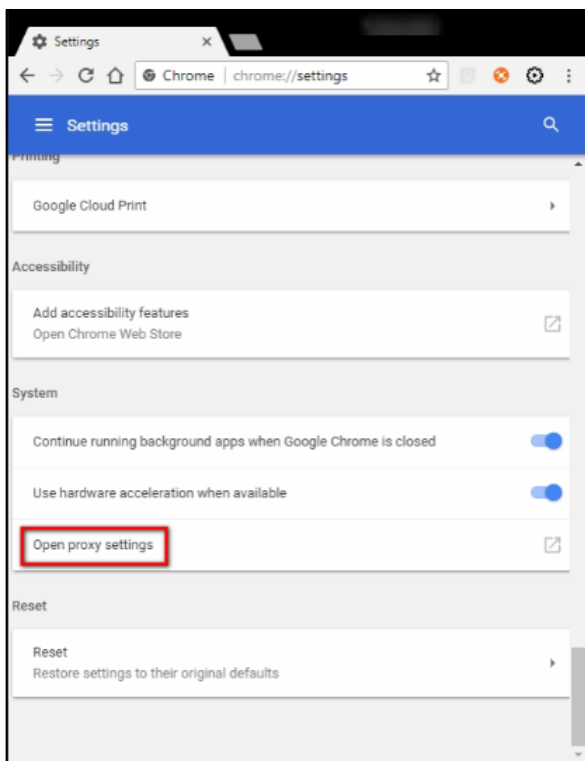 Settings
Chrome | chrome://settings
Settings
Printing
Google Cloud Print
Accessibility
Add accessibility features
Open Chrome Web Store
System
Continue running background apps when Google Chrome is closed
Use hardware acceleration when available
Open proxy settings
Reset
Reset
Restore settings to their original defaults